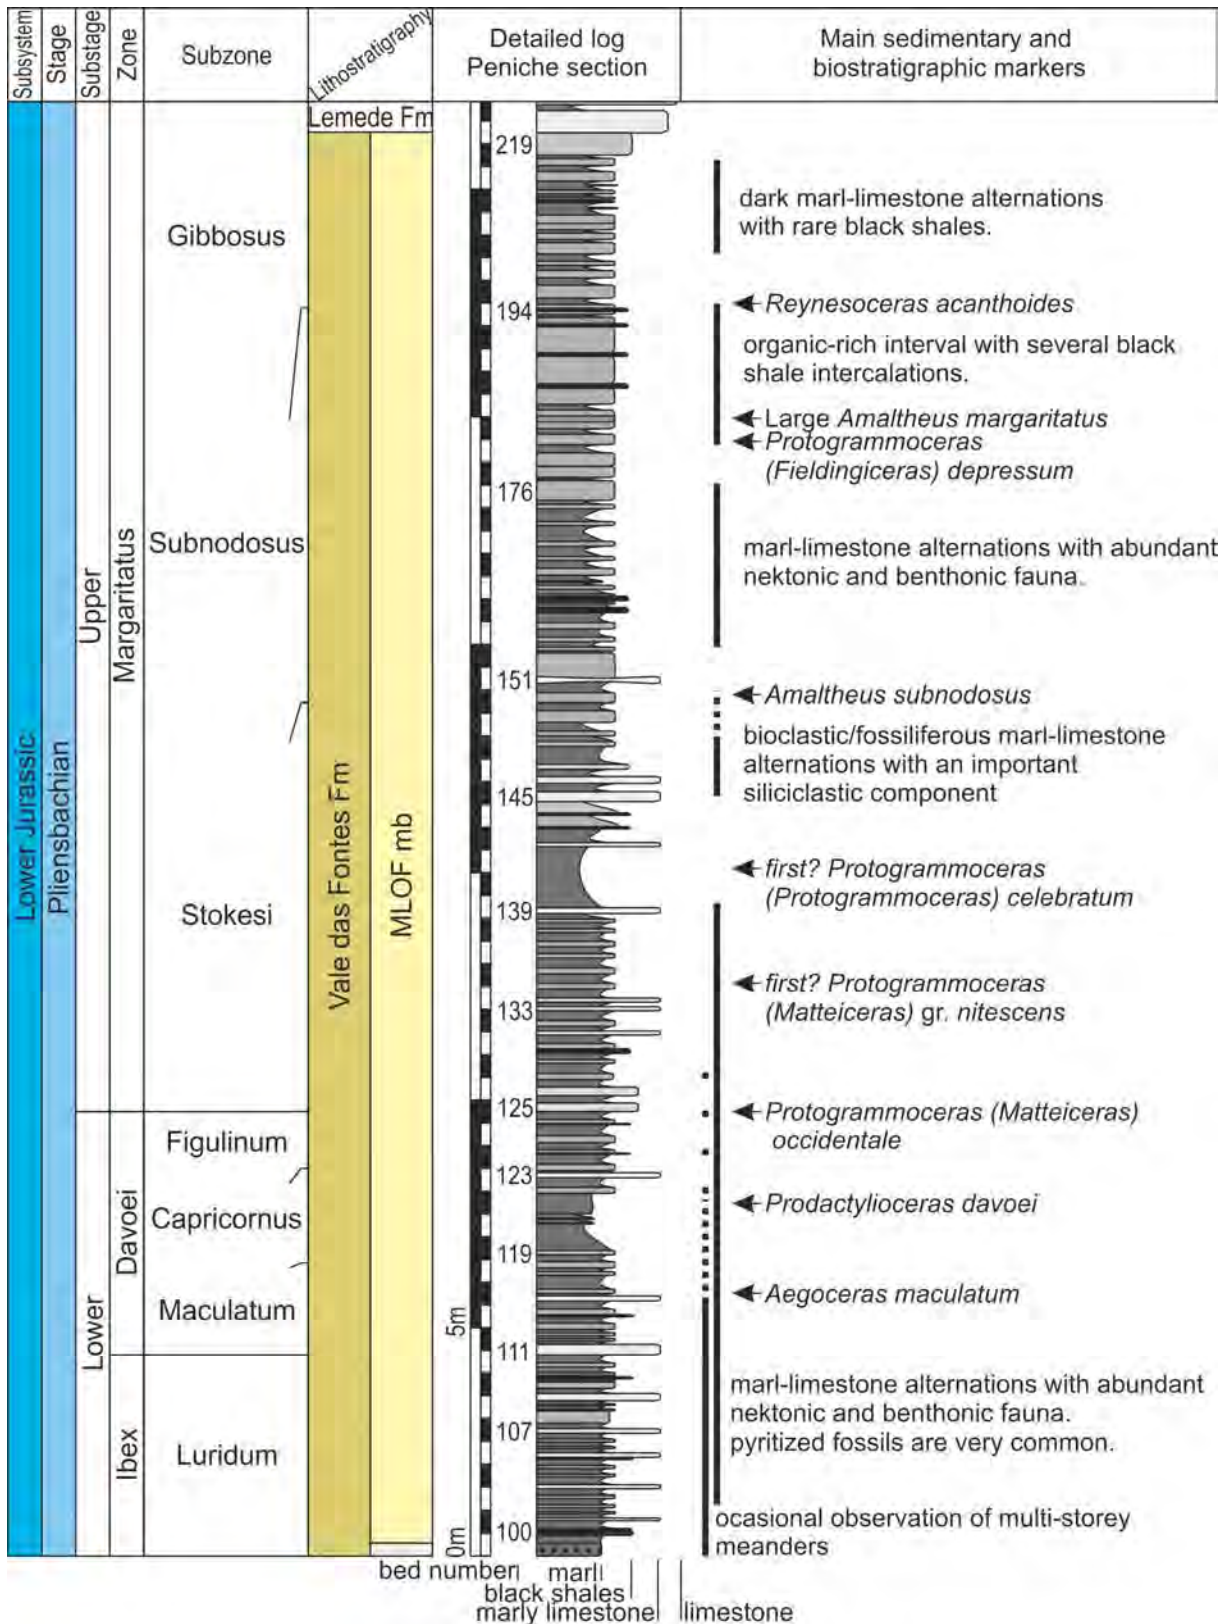 Subsystem
Stage
Substage
Zone
Subzone
Lithostratigraphy
Detailed log
Peniche section
Main sedimentary and
biostratigraphic markers
Lower Jurassic
Pliensbachian
Upper
Lower
Margaritatus
Davoei
Ibex
Gibbosus
Subnodosus
Stokesi
Figulinum
Capricornus
Maculatum
Luridum
Lemede Fm
Vale das Fontes Fm
MLOF mb
5m
0m
219
194
176
151
145
139
133
125
123
119
111
107
100
dark marl-limestone alternations
with rare black shales.
Reynesoceras acanthoides
organic-rich interval with several black
shale intercalations.
Large Amaltheus margaritatus
Protogrammoceras
(Fieldingiceras) depressum
marl-limestone alternations with abundant
nektonic and benthonic fauna.
Amaltheus subnodosus
bioclastic/fossiliferous marl-limestone
alternations with an important
siliciclastic component
first? Protogrammoceras
(Protogrammoceras) celebratum
first? Protogrammoceras
(Matteiceras) gr. nitescens
Protogrammoceras (Matteiceras)
occidentale
Prodactylioceras davoei
Aegoceras maculatum
marl-limestone alternations with abundant
nektonic and benthonic fauna.
pyritized fossils are very common.
ocasional observation of multi-storey
meanders
bed number
marl
black shales
marly limestone
limestone